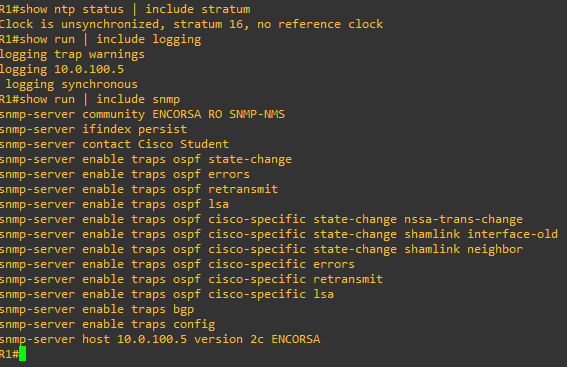 R1#show ntp status | include stratum
Clock is unsynchronized, stratum 16, no reference clock
R1#show run | include logging
logging trap warnings
logging 10.0.100.5
 logging synchronous
R1#show run | include snmp
snmp-server community ENCORSA RO SNMP-NMS
snmp-server ifindex persist
snmp-server contact Cisco Student
snmp-server enable traps ospf state-change
snmp-server enable traps ospf errors
snmp-server enable traps ospf retransmit
snmp-server enable traps ospf lsa
snmp-server enable traps ospf cisco-specific state-change nssa-trans-change
snmp-server enable traps ospf cisco-specific state-change shamlink interface-old
snmp-server enable traps ospf cisco-specific state-change shamlink neighbor
snmp-server enable traps ospf cisco-specific errors
snmp-server enable traps ospf cisco-specific retransmit
snmp-server enable traps ospf cisco-specific lsa
snmp-server enable traps bgp
snmp-server enable traps config
snmp-server host 10.0.100.5 version 2c ENCORSA
R1#